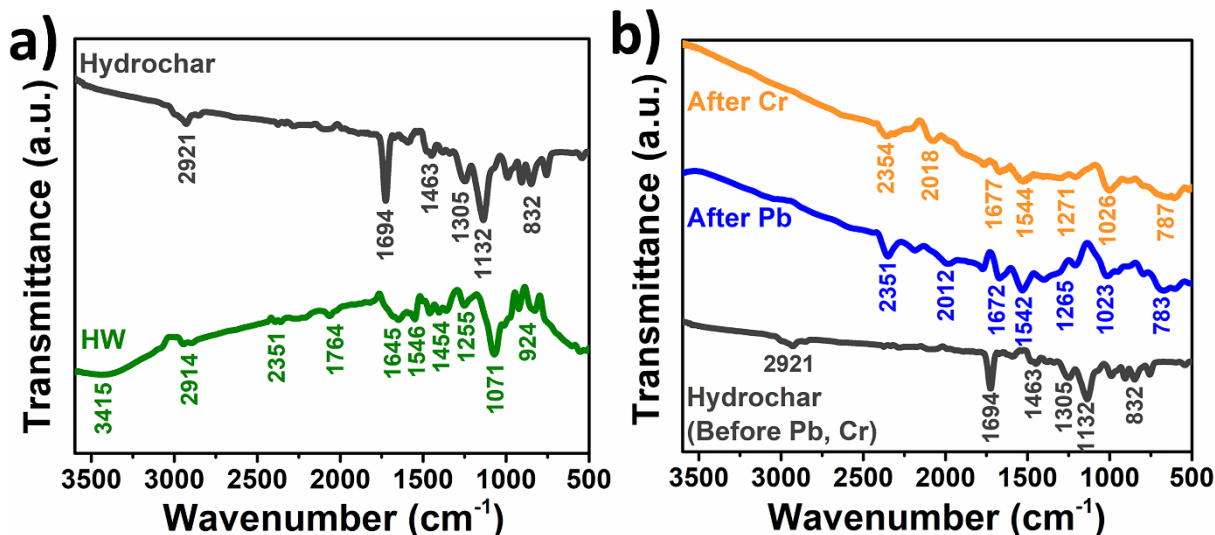 a)
Transmittance (a.u.)
Hydrochar
2921
1694
1463
1305
1132
832
HW
3415
2914
2351
1764
1645
1546
1454
1255
1071
924
3500 3000 2500 2000 1500 1000 500
Wavenumber (cm⁻¹)
b)
Transmittance (a.u.)
After Cr
2354
2018
1677
1544
1271
1026
787
After Pb
2351
2012
1672
1542
1265
1023
783
2921
1694
1463
1305
1132
832
Hydrochar
(Before Pb, Cr)
3500 3000 2500 2000 1500 1000 500
Wavenumber (cm⁻¹)